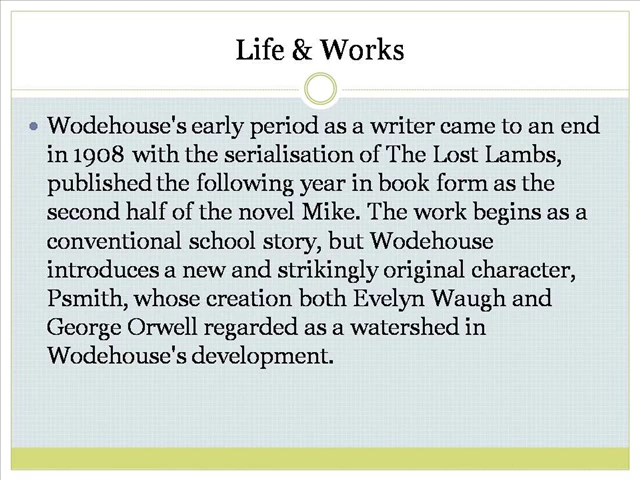 Life & Works
• Wodehouse's early period as a writer came to an end
in 1908 with the serialisation of The Lost Lambs,
published the following year in book form as the
second half of the novel Mike. The work begins as a
conventional school story, but Wodehouse
introduces a new and strikingly original character,
Psmith, whose creation both Evelyn Waugh and
George Orwell regarded as a watershed in
Wodehouse's development.